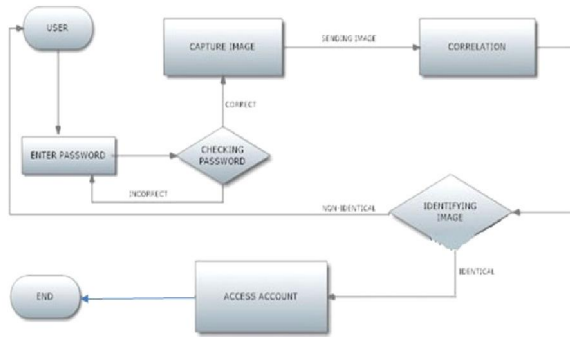 USER
CAPTURE IMAGE
SENDING IMAGE
CORRELATION
CORRECT
ENTER PASSWORD
CHECKING
PASSWORD
INCORRECT
NON-IDENTICAL
IDENTIFYING
IMAGE
IDENTICAL
END
ACCESS ACCOUNT